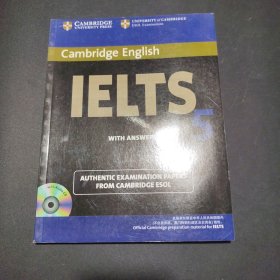 CAMBRIDGE UNIVERSITY PRESS
UNIVERSITY of CAMBRIDGE
ESOL Examinations
Cambridge English
IELTS
WITH ANSWERS
AUTHENTIC EXAMINATION PAPERS
FROM CAMBRIDGE ESOL
Official Cambridge preparation material for IELTS